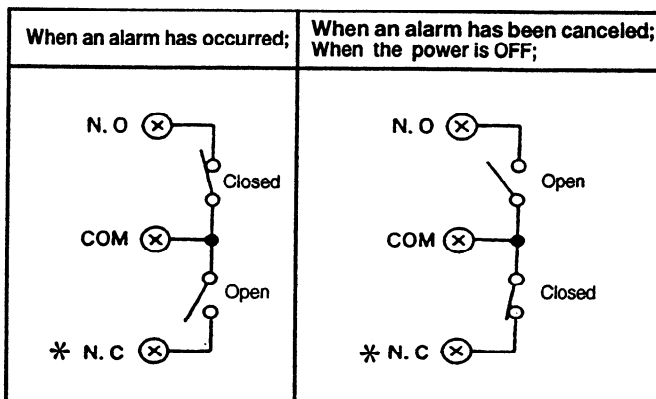 When an alarm has occurred;
When an alarm has been canceled;
When the power is OFF;
N. O
Closed
COM
Open
* N. C
N. O
Open
COM
Closed
* N. C